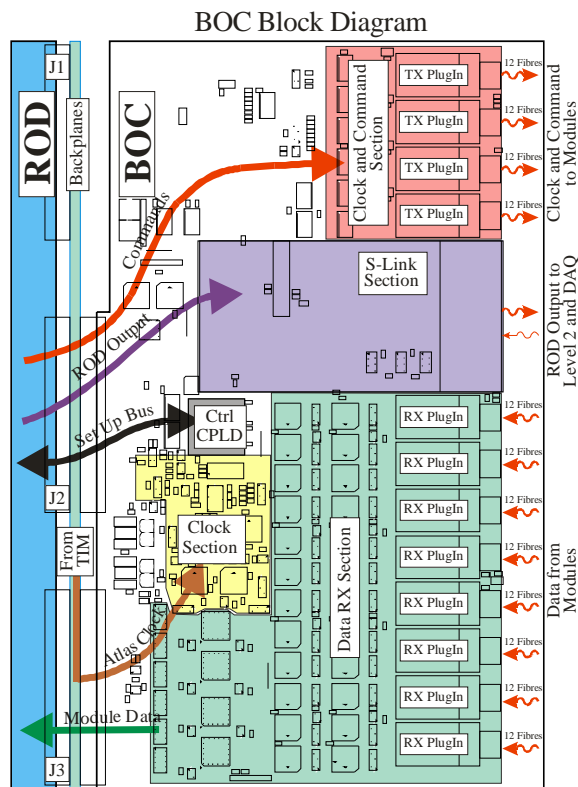 BOC Block Diagram
J1
ROD
Backplanes
BOC
Commands
ROD Output
Set Up Bus
J2
From
TIM
Atlas Clock
Module Data
J3
Clock and Command
Section
TX PlugIn
12 Fibres
TX PlugIn
12 Fibres
TX PlugIn
12 Fibres
TX PlugIn
12 Fibres
Clock and Command
to Modules
S-Link
Section
ROD Output to
Level 2 and DAQ
Ctrl
CPLD
Clock
Section
Data RX Section
RX PlugIn
12 Fibres
RX PlugIn
12 Fibres
RX PlugIn
12 Fibres
RX PlugIn
12 Fibres
RX PlugIn
12 Fibres
RX PlugIn
12 Fibres
RX PlugIn
12 Fibres
RX PlugIn
12 Fibres
Data from
Modules